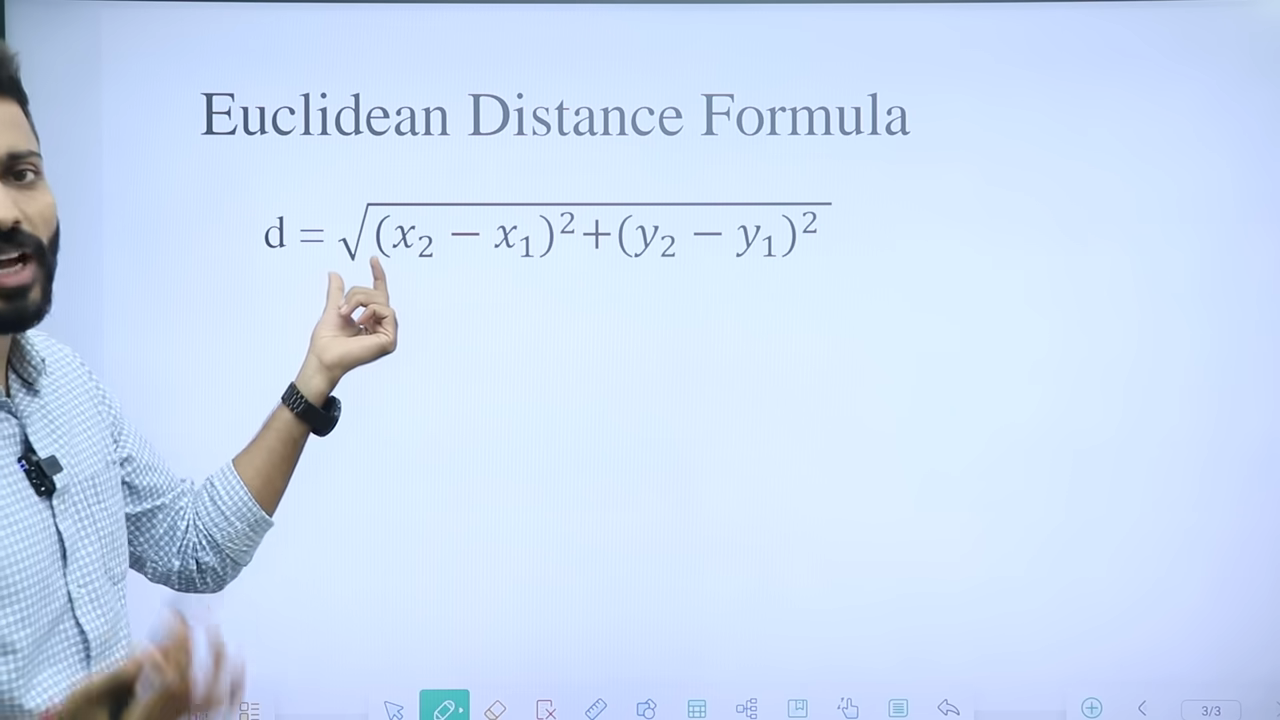 Euclidean Distance Formula
d = √(x₂ − x₁)²+(y₂ − y₁)²
3/3